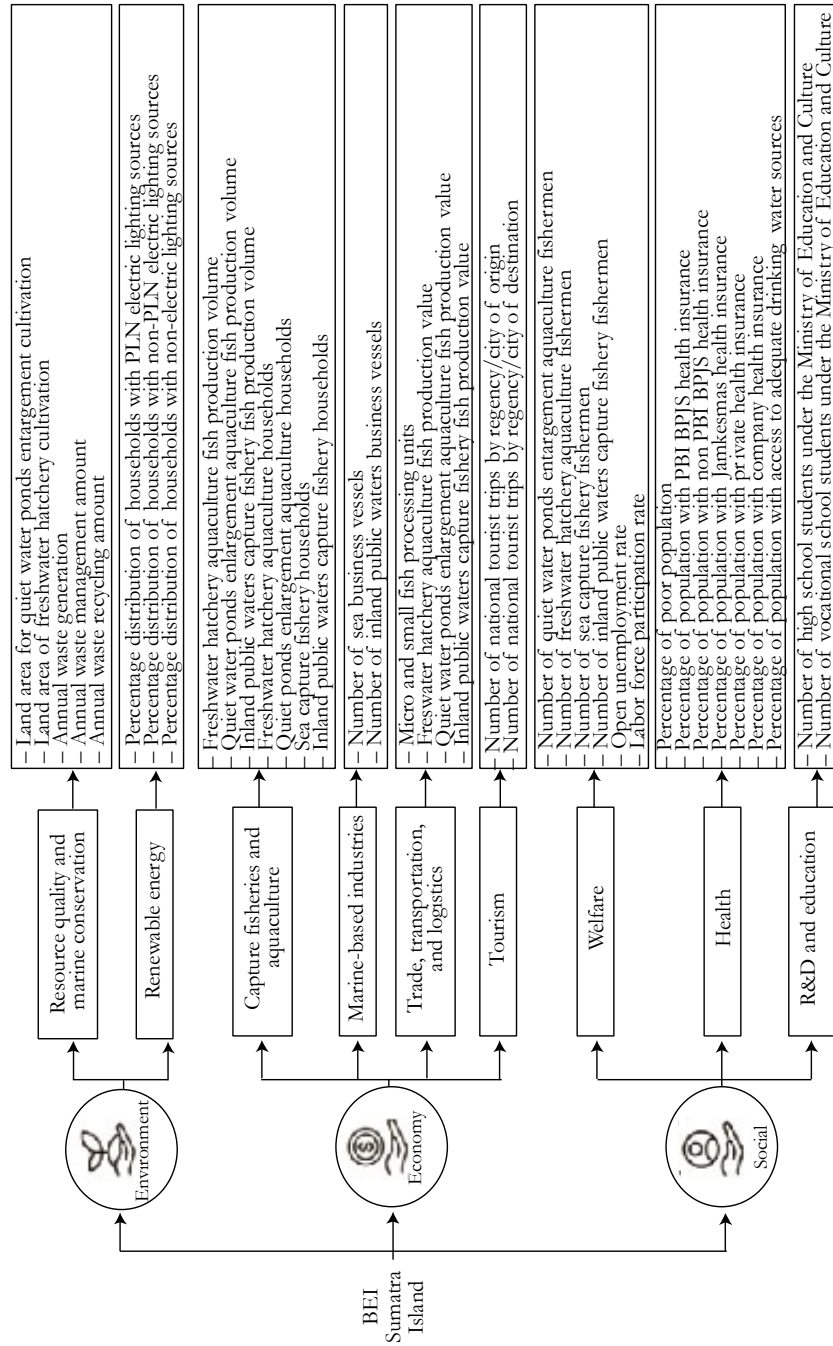 BEI
Sumatra
Island
Environment
Resource quality and
marine conservation
– Land area for quiet water ponds entargement cultivation
– Land area of freshwater hatchery cultivation
– Annual waste generation
– Annual waste management amount
– Annual waste recycling amount
Renewable energy
– Percentage distribution of households with PLN electric lighting sources
– Percentage distribution of households with non-PLN electric lighting sources
– Percentage distribution of households with non-electric lighting sources
Economy
Capture fisheries and
aquaculture
– Freshwater hatchery aquaculture fish production volume
– Quiet water ponds enlargement aquaculture fish production volume
– Inland public waters capture fishery fish production volume
– Freshwater hatchery aquaculture households
– Quiet ponds enlargement aquaculture households
– Sea capture fishery households
– Inland public waters capture fishery households
Marine-based industries
– Number of sea business vessels
– Number of inland public waters business vessels
Trade, transportation,
and logistics
– Micro and small fish processing units
– Freswater hatchery aquaculture fish production value
– Quiet water ponds enlargement aquaculture fish production value
– Inland public waters capture fishery fish production value
Tourism
– Number of national tourist trips by regency/city of origin
– Number of national tourist trips by regency/city of destination
Social
Welfare
– Number of quiet water ponds entargement aquaculture fishermen
– Number of freshwater hatchery aquaculture fishermen
– Number of sea capture fishery fishermen
– Number of inland public waters capture fishery fishermen
– Open unemployment rate
– Labor force participation rate
Health
– Percentage of poor population
– Percentage of population with PBI BPJS health insurance
– Percentage of population with non PBI BPJS health insurance
– Percentage of population with Jamkesmas health insurance
– Percentage of population with private health insurance
– Percentage of population with company health insurance
– Percentage of population with access to adequate drinking water sources
R&D and education
– Number of high school students under the Ministry of Education and Culture
– Number of vocational school students under the Ministry of Education and Culture